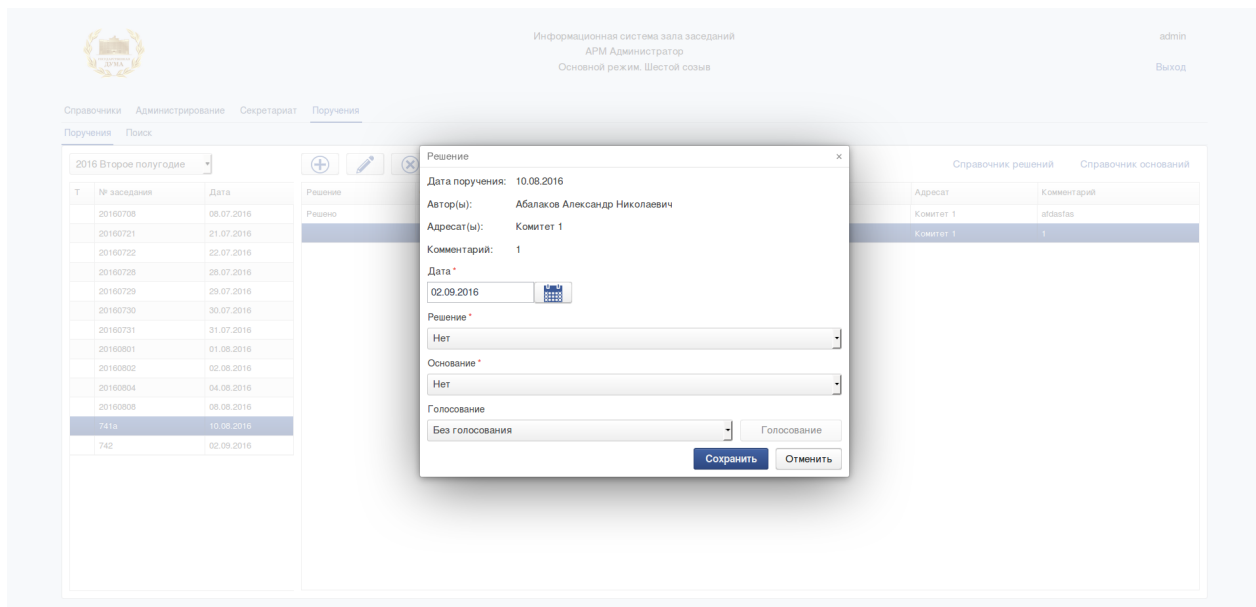 Информационная система зала заседаний
АРМ Администратор
Основной режим. Шестой созыв
admin
Выход
ДУМА
Справочники Администрирование Секретариат Поручения
Поручения Поиск
2016 Второе полугодие
Справочник решений Справочник оснований
Т № заседания Дата
20160708 08.07.2016
20160721 21.07.2016
20160722 22.07.2016
20160728 28.07.2016
20160729 29.07.2016
20160730 30.07.2016
20160731 31.07.2016
20160801 01.08.2016
20160802 02.08.2016
20160804 04.08.2016
20160808 08.08.2016
741а 10.08.2016
742 02.09.2016
Решение Адресат Комментарий
Решено Комитет 1 afdasfas
Комитет 1 1
Решение ×
Дата поручения: 10.08.2016
Автор(ы): Абалаков Александр Николаевич
Адресат(ы): Комитет 1
Комментарий: 1
Дата *
02.09.2016
Решение *
Нет
Основание *
Нет
Голосование
Без голосования Голосование
Сохранить Отменить